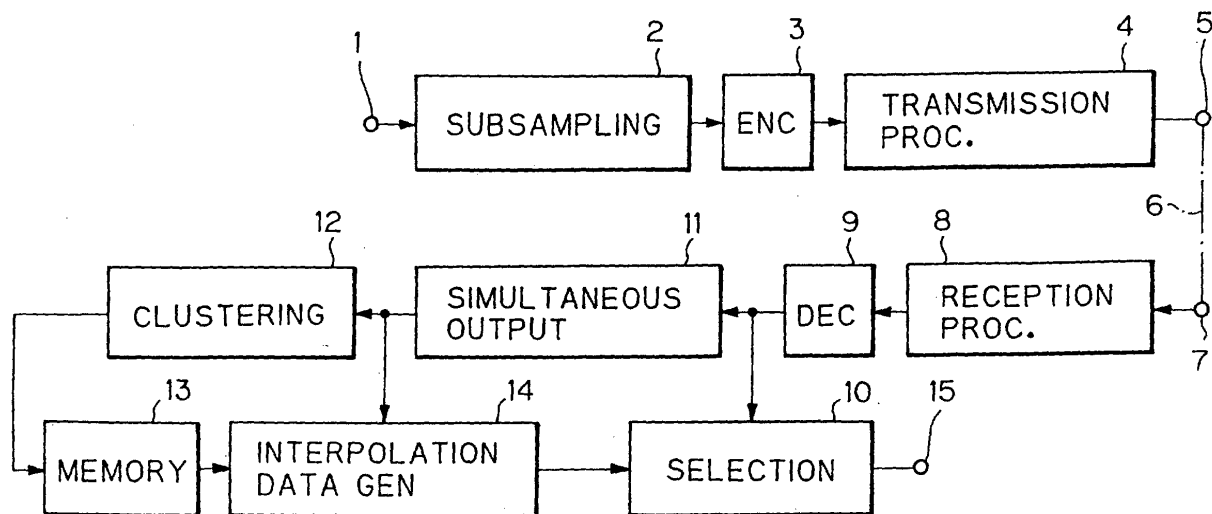 1
2
3
4
5
SUBSAMPLING
ENC
TRANSMISSION
PROC.
6
12
11
9
8
CLUSTERING
SIMULTANEOUS
OUTPUT
DEC
RECEPTION
PROC.
7
13
14
10
15
MEMORY
INTERPOLATION
DATA GEN
SELECTION